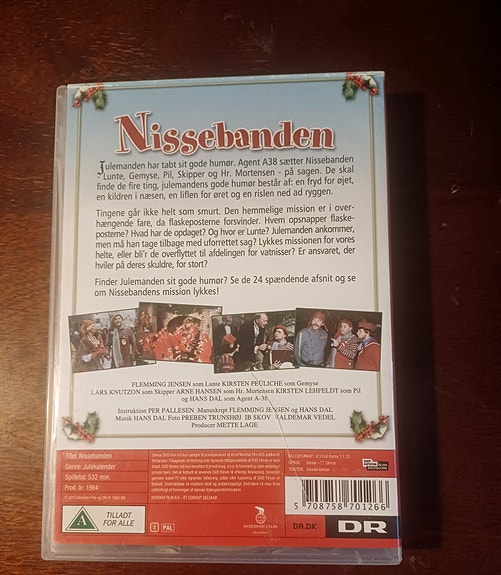 Nissebanden
Julemanden har tabt sit gode humør. Agent A38 sætter Nissebanden
Lunte, Gemyse, Pil, Skipper og Hr. Mortensen - på sagen. De skal
finde de fire ting, julemandens gode humør består af: en fryd for øjet,
en kildren i næsen, en liflen for øret og en rislen ned ad ryggen.
Tingene går ikke helt som smurt. Den hemmelige mission er i over-
hængende fare, da flaskeposterne forsvinder. Hvem opsnapper flaske-
posterne? Hvad har de opdaget? Og hvor er Lunte? Julemanden ankommer,
men må han tage tilbage med uforrettet sag? Lykkes missionen for vores
helte, eller bli'r de overflyttet til afdelingen for vatnisser? Er ansvaret, der
hviler på deres skuldre, for stort?
Finder Julemanden sit gode humør? Se de 24 spændende afsnit og se
om Nissebandens mission lykkes!
FLEMMING JENSEN som Lunte KIRSTEN PEÜLICHE som Gemyse
LARS KNUTZON som Skipper ARNE HANSEN som Hr. Mortensen KIRSTEN LEHFELDT som Pil
og HANS DAL som Agent A-38
Instruktion PER PALLESEN Manuskript FLEMMING JENSEN og HANS DAL
Musik HANS DAL Foto PREBEN TRUNSHØJ IB SKOV VALDEMAR VEDEL
Producer METTE LAGE
Titel: Nissebanden
Genre: Julekalender
Spilletid: 532 min.
Prod. år: 1984
A
TILLADT
FOR ALLE
2
PAL
NORDISK FILM
DR.DK
DR
5 708758 701266